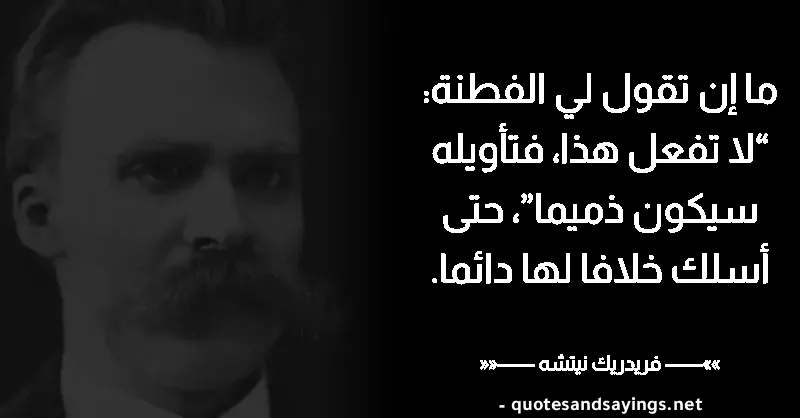 ما إن تقول لي الفطنة:
“لا تفعل هذا، فتأويله
سيكون ذميما”، حتى
أسلك خلافا لها دائما.
»»—— فريدريك نيتشه ——««
- quotesandsayings.net